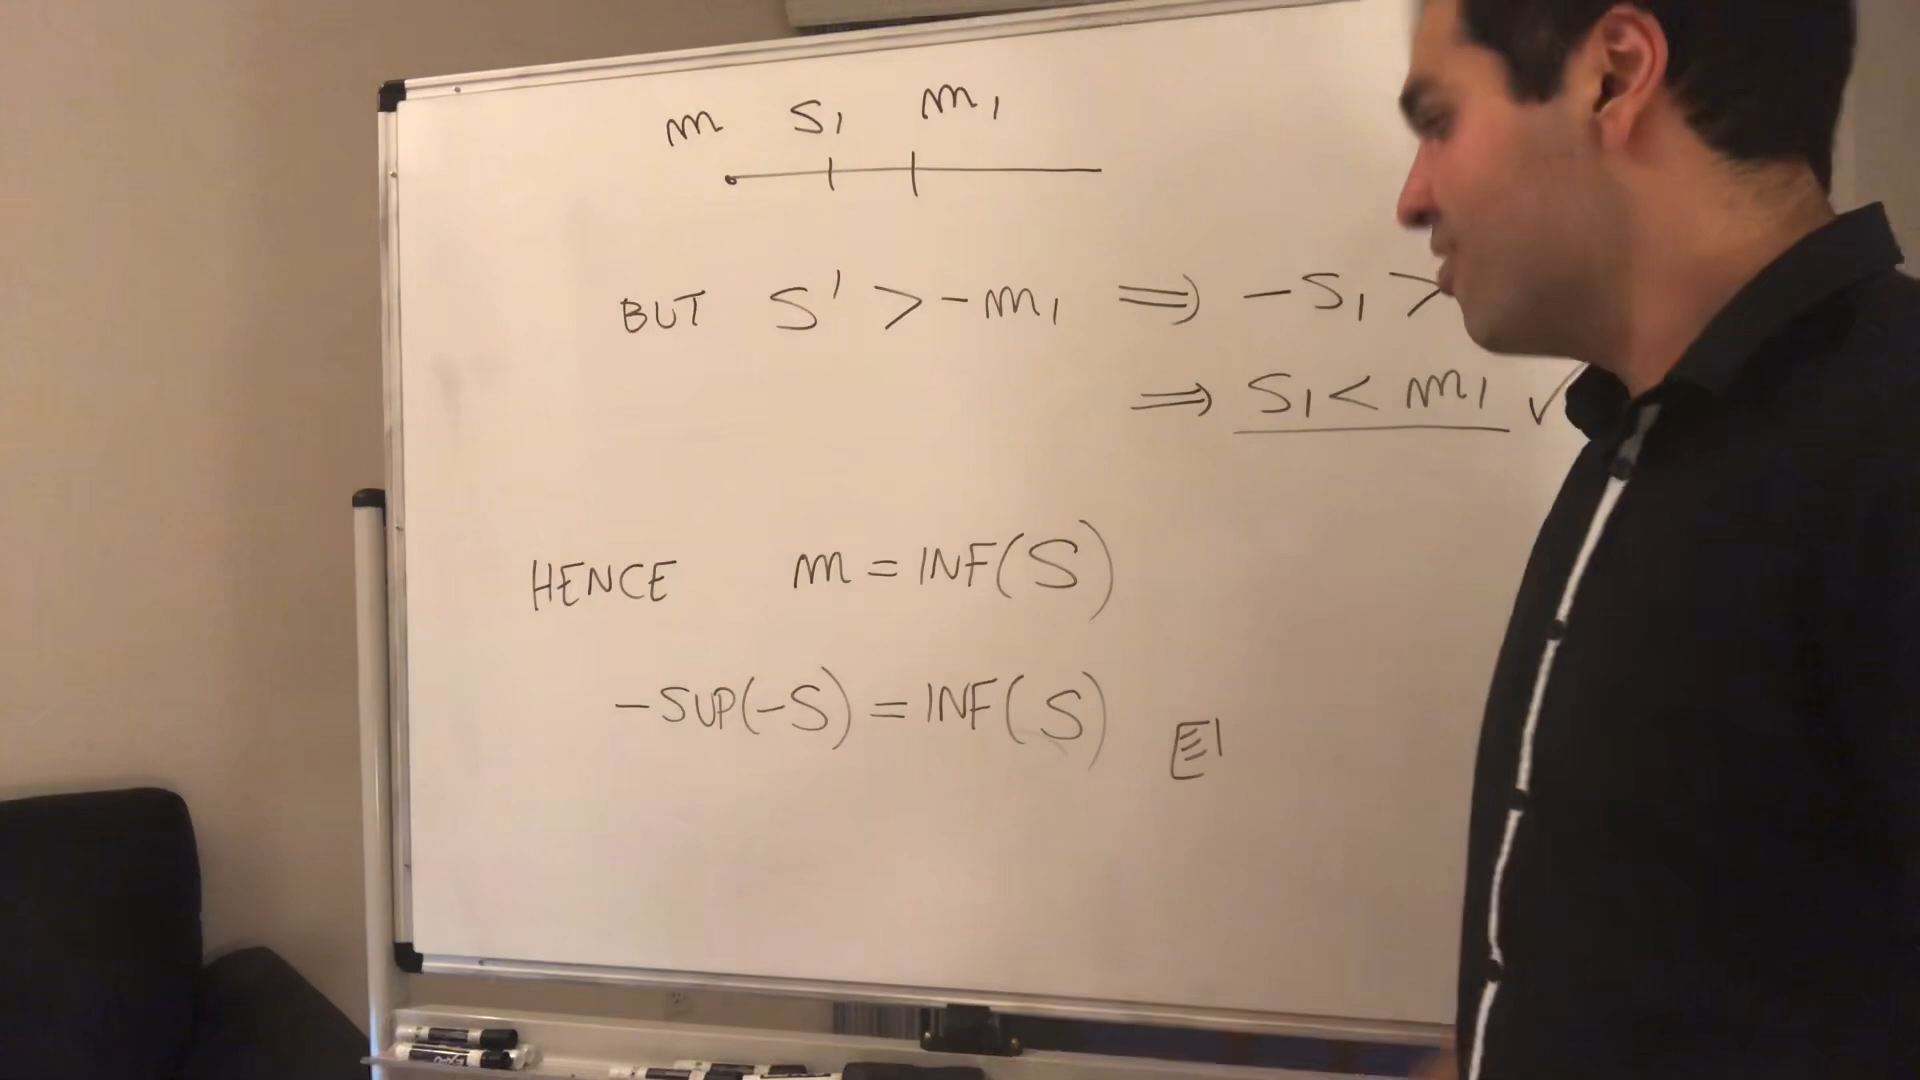 m s₁ m₁
BUT s' > -m₁ ⟹ -s₁ >
⟹ s₁ < m₁ ✓
HENCE m = INF(S)
-SUP(-S) = INF(S)